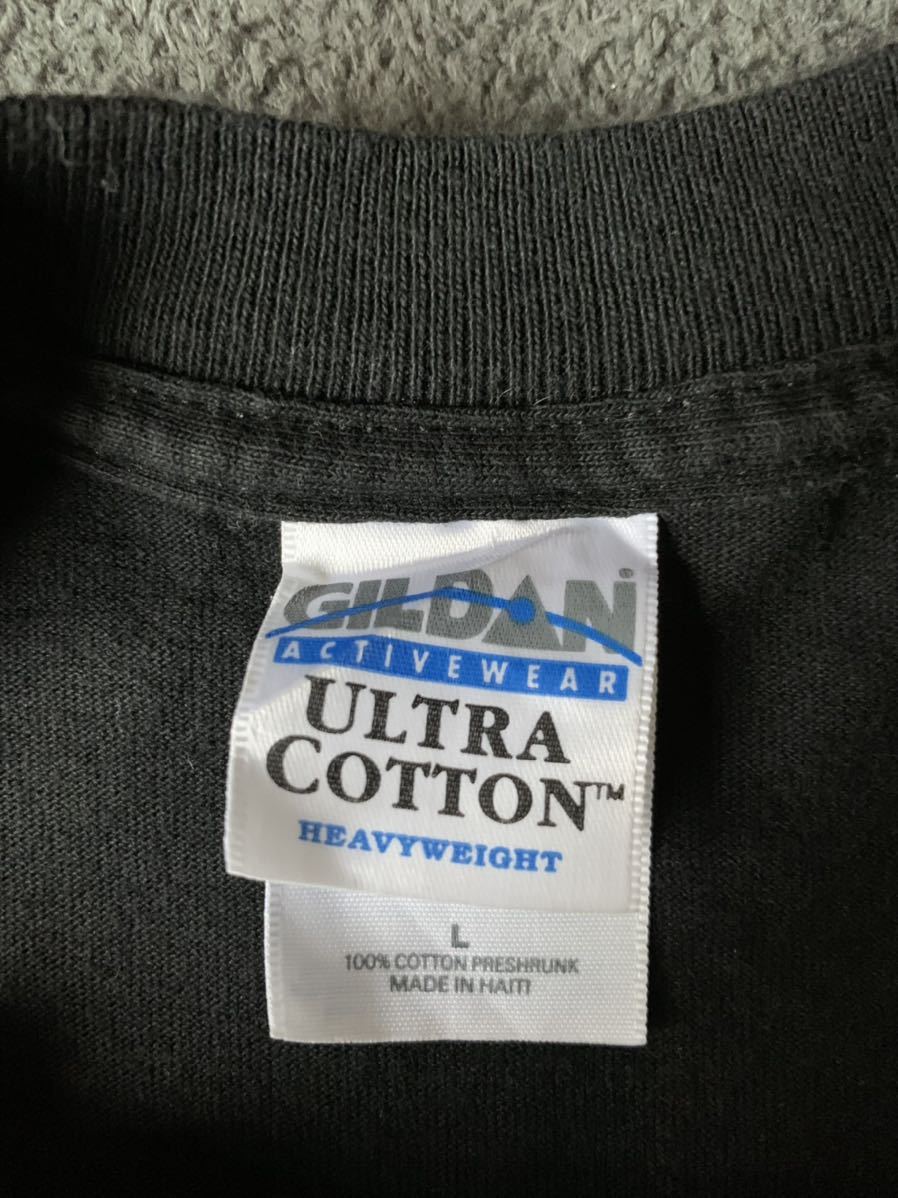 GILDAN®
ACTIVEWEAR
ULTRA
COTTON™
HEAVYWEIGHT
L
100% COTTON PRESHRUNK
MADE IN HAITI